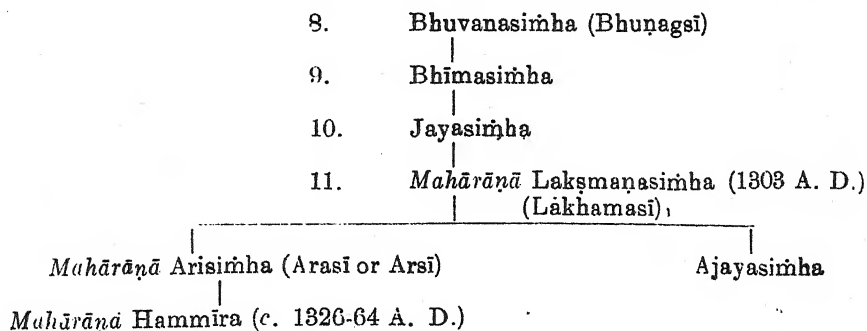 8. Bhuvanasiṁha (Bhuṇagsī)
9. Bhīmasiṁha
10. Jayasiṁha
11. Mahārāṇā Lakṣmaṇasiṁha (1303 A. D.)
(Lākhamasī),
Mahārāṇā Arisiṁha (Arasī or Arsī) Ajayasiṁha
Mahārāṇā Hammīra (c. 1326-64 A. D.)